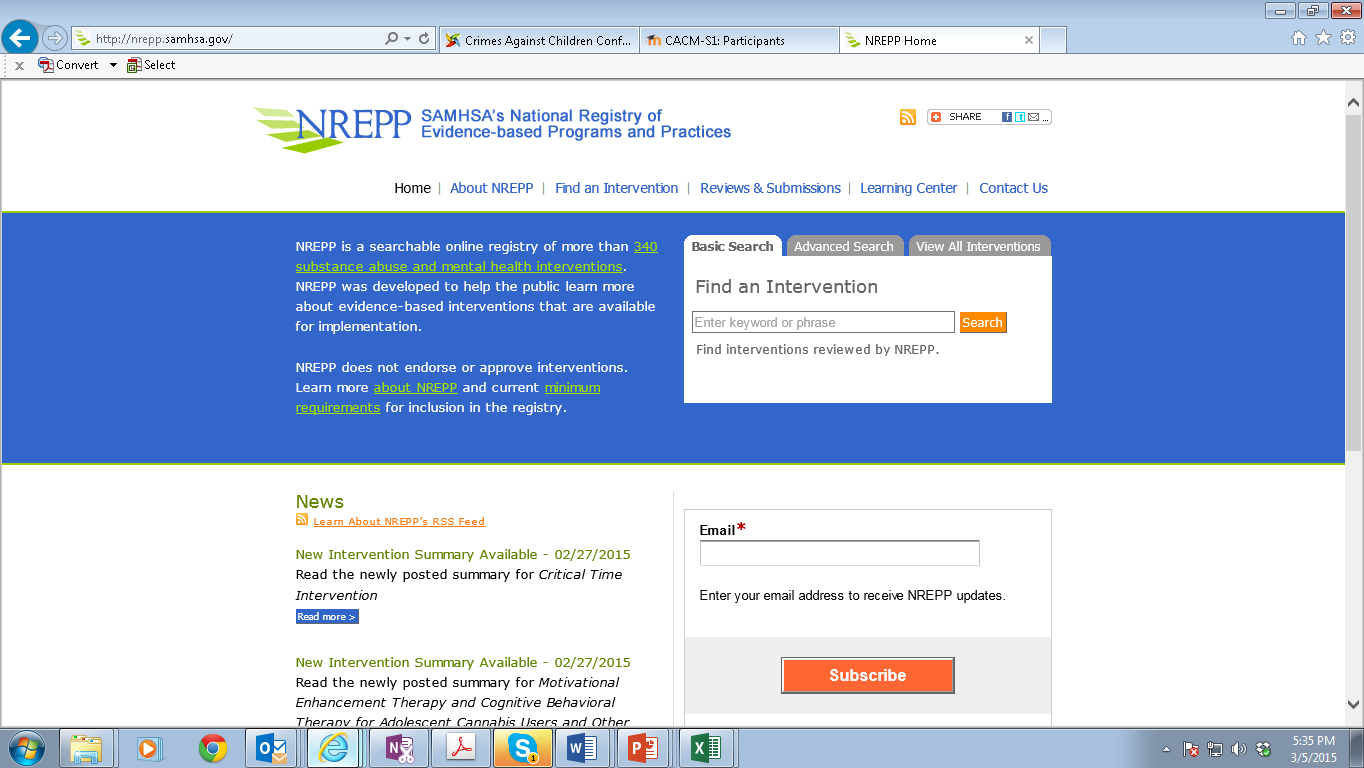 http://nrepp.samhsa.gov/
Crimes Against Children Conf...
CACM-S1: Participants
NREPP Home
Convert
Select
NREPP
SAMHSA's National Registry of
Evidence-based Programs and Practices
SHARE
...
Home | About NREPP | Find an Intervention | Reviews & Submissions | Learning Center | Contact Us
NREPP is a searchable online registry of more than 340
substance abuse and mental health interventions.
NREPP was developed to help the public learn more
about evidence-based interventions that are available
for implementation.
NREPP does not endorse or approve interventions.
Learn more about NREPP and current minimum
requirements for inclusion in the registry.
Basic Search
Advanced Search
View All Interventions
Find an Intervention
Enter keyword or phrase
Search
Find interventions reviewed by NREPP.
News
Learn About NREPP's RSS Feed
New Intervention Summary Available - 02/27/2015
Read the newly posted summary for Critical Time
Intervention
Read more >
New Intervention Summary Available - 02/27/2015
Read the newly posted summary for Motivational
Enhancement Therapy and Cognitive Behavioral
Therapy for Adolescent Cannabis Users and Other
Email*
Enter your email address to receive NREPP updates.
Subscribe
5:35 PM
3/5/2015